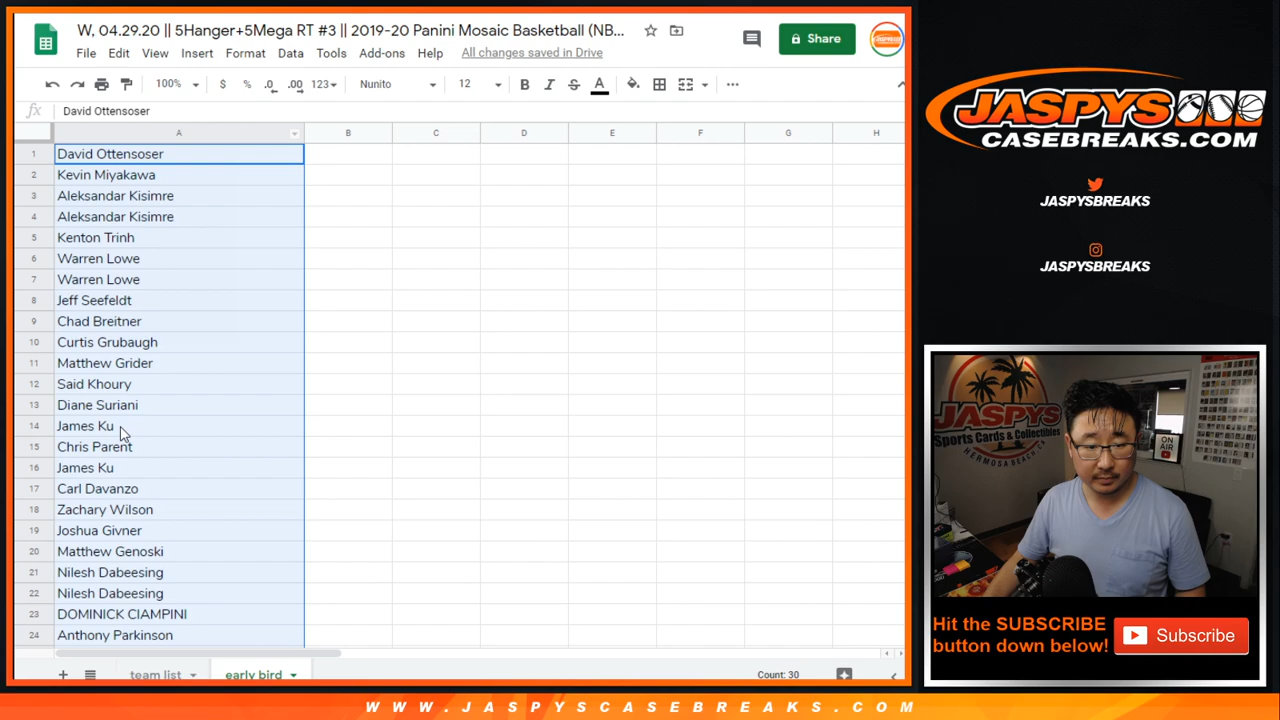 W, 04.29.20 || 5Hanger+5Mega RT #3 || 2019-20 Panini Mosaic Basketball (NB...
Share
File Edit View Insert Format Data Tools Add-ons Help All changes saved in Drive
100% $ % .0 .00 123 Nunito 12 B I S A
fx David Ottensoser
A B C D E F G H
1 David Ottensoser
2 Kevin Miyakawa
3 Aleksandar Kisimre
4 Aleksandar Kisimre
5 Kenton Trinh
6 Warren Lowe
7 Warren Lowe
8 Jeff Seefeldt
9 Chad Breitner
10 Curtis Grubaugh
11 Matthew Grider
12 Said Khoury
13 Diane Suriani
14 James Ku
15 Chris Parent
16 James Ku
17 Carl Davanzo
18 Zachary Wilson
19 Joshua Givner
20 Matthew Genoski
21 Nilesh Dabeesing
22 Nilesh Dabeesing
23 DOMINICK CIAMPINI
24 Anthony Parkinson
team list early bird Count: 30
JASPYS
CASEBREAKS.COM
JASPYSBREAKS
JASPYSBREAKS
JASPYS
Sports Cards & Collectibles
HERMOSA BEACH, CA
ON AIR
Hit the SUBSCRIBE
button down below!
Subscribe
WWW.JASPYSCASEBREAKS.COM